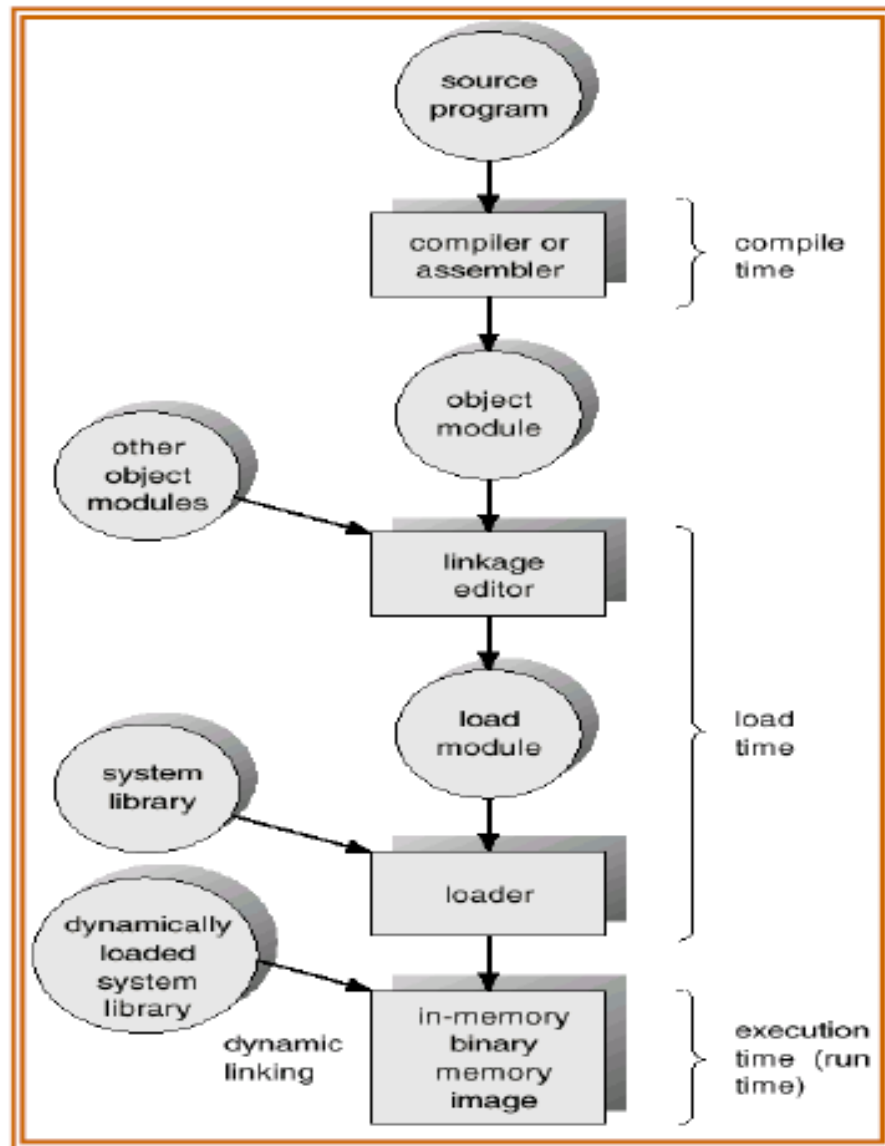 source
program
compiler or
assembler
compile
time
object
module
other
object
modules
linkage
editor
load
module
load
time
system
library
loader
dynamically
loaded
system
library
dynamic
linking
in-memory
binary
memory
image
execution
time (run
time)